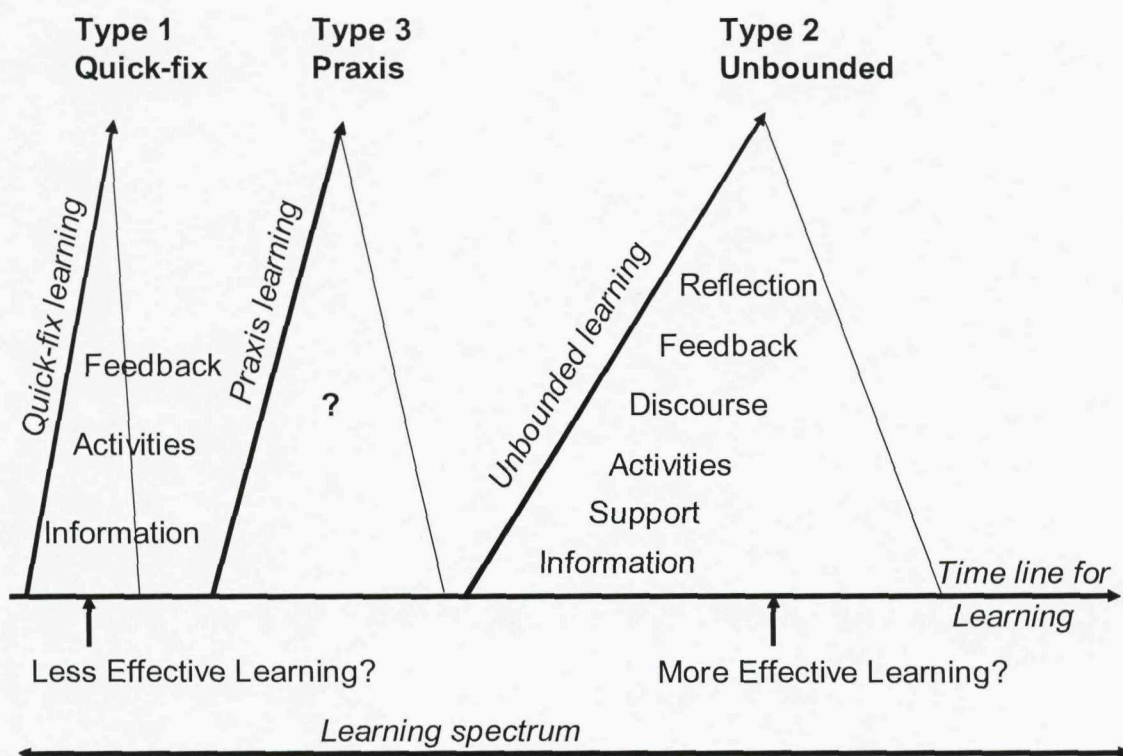 Type 1
Quick-fix
Type 3
Praxis
Type 2
Unbounded
Quick-fix learning
Feedback
Activities
Information
Praxis learning
?
Unbounded learning
Reflection
Feedback
Discourse
Activities
Support
Information
Time line for
Learning
Less Effective Learning?
More Effective Learning?
Learning spectrum